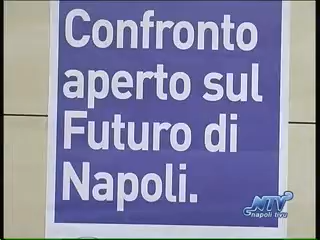 Confronto
aperto sul
Futuro di
Napoli.
NTV
napoli tivu